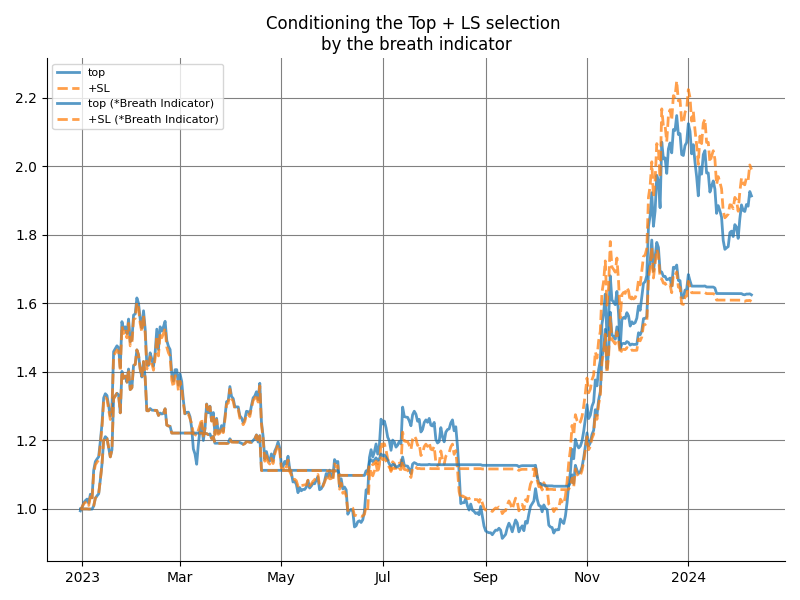 Conditioning the Top + LS selection
by the breath indicator
top
+SL
top (*Breath Indicator)
+SL (*Breath Indicator)
2.2
2.0
1.8
1.6
1.4
1.2
1.0
2023
Mar
May
Jul
Sep
Nov
2024